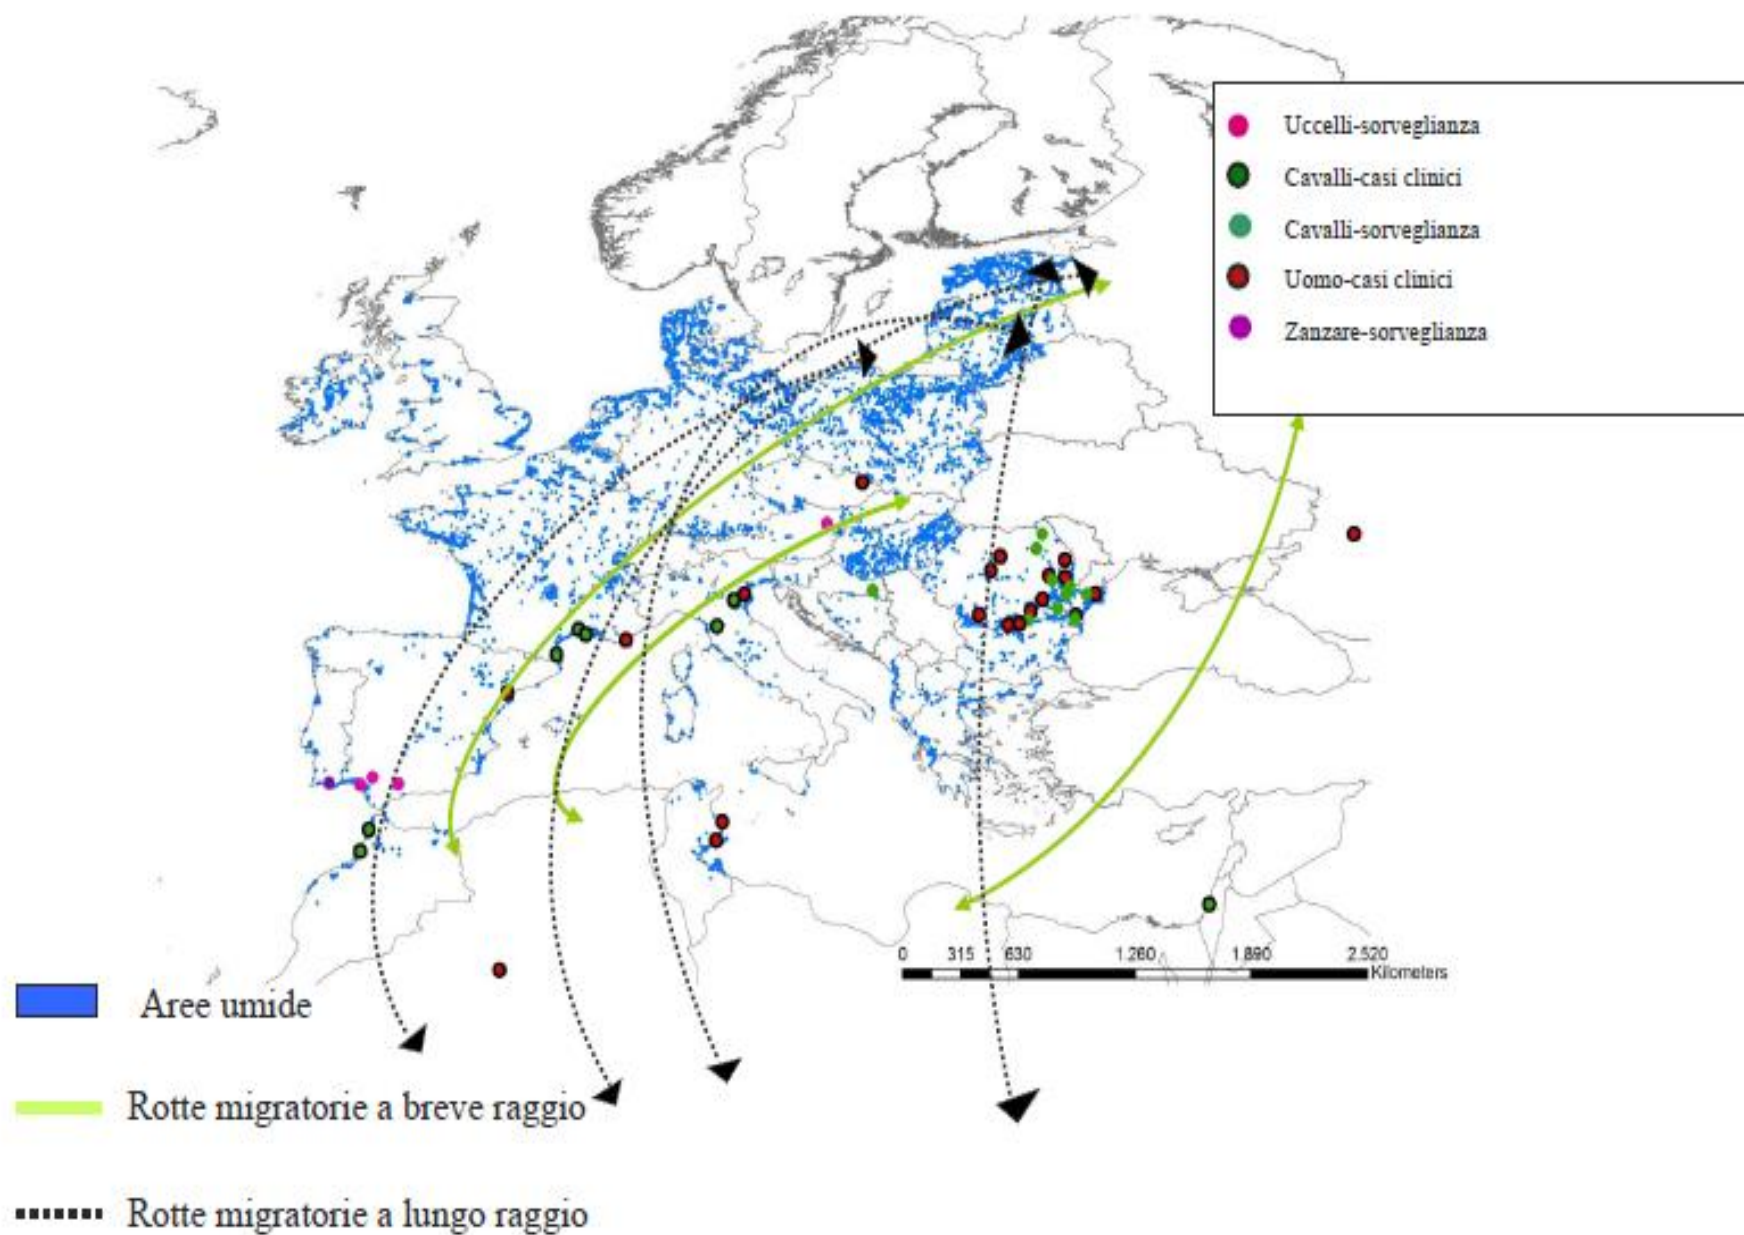 Uccelli-sorveglianza
Cavalli-casi clinici
Cavalli-sorveglianza
Uomo-casi clinici
Zanzare-sorveglianza
0 315 630 1.260 1.890 2.520
Kilometers
Aree umide
Rotte migratorie a breve raggio
Rotte migratorie a lungo raggio